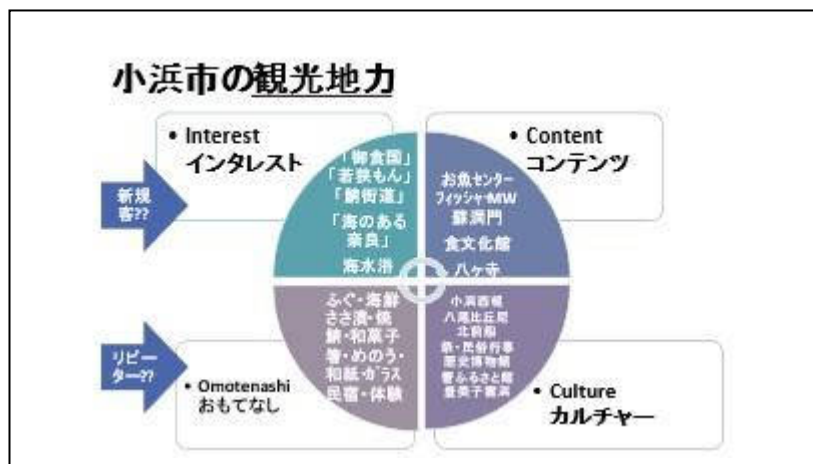 小浜市の観光地力
• Interest
インタレスト
• Content
コンテンツ
新規
客??
「御食国」
「若狭もん」
「鯖街道」
「海のある
奈良」
海水浴
お魚センター
フィッシャーMW
蘇洞門
食文化館
八ヶ寺
リピー
ター??
• Omotenashi
おもてなし
ふぐ・海鮮
ささ漬・焼
鯖・和菓子
箸・めのう・
和紙・ガラス
民宿・体験
小浜西組
八尾比丘尼
北前船
祭・民俗行事
歴史博物館
• Culture
カルチャー